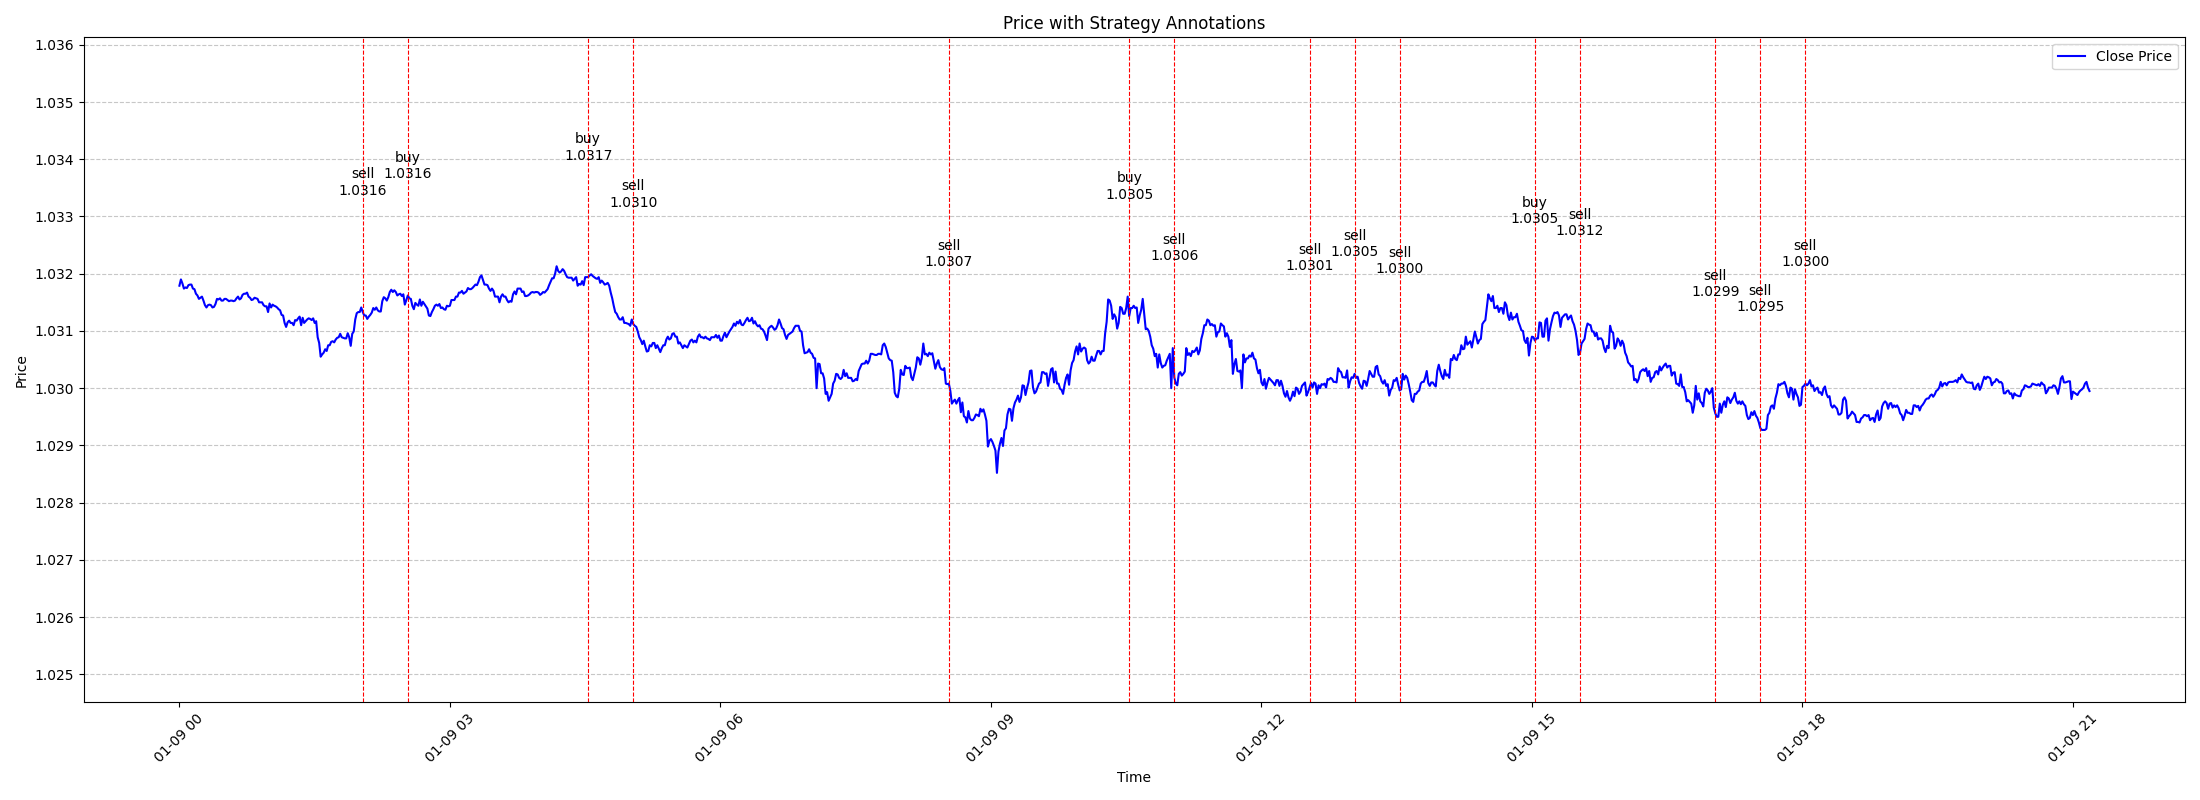 Price with Strategy Annotations
Close Price
1.036
1.035
1.034
1.033
1.032
1.031
1.030
1.029
1.028
1.027
1.026
1.025
Price
sell
1.0316
buy
1.0316
buy
1.0317
sell
1.0310
sell
1.0307
buy
1.0305
sell
1.0306
sell
1.0301
sell
1.0305
sell
1.0300
buy
1.0305
sell
1.0312
sell
1.0299
sell
1.0295
sell
1.0300
01-09 00
01-09 03
01-09 06
01-09 09
01-09 12
01-09 15
01-09 18
01-09 21
Time